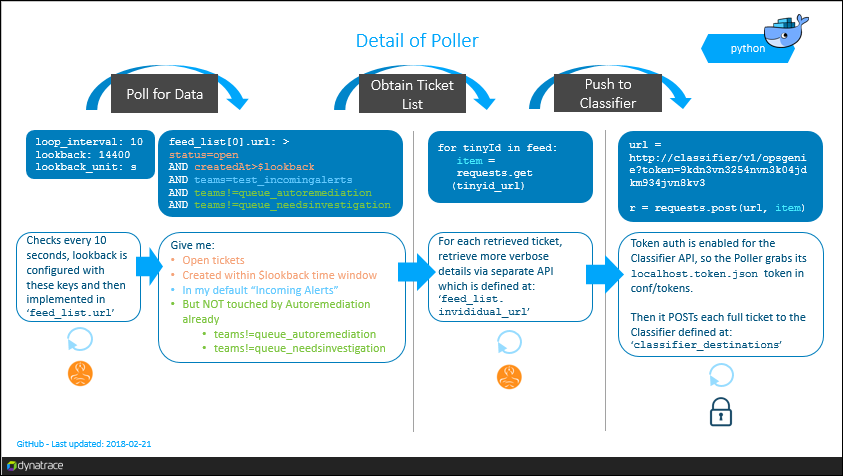 Detail of Poller
python
Poll for Data
Obtain Ticket
List
Push to
Classifier
loop_interval: 10
lookback: 14400
lookback_unit: s
feed_list[0].url: >
status=open
AND createdAt>$lookback
AND teams=test_incomingalerts
AND teams!=queue_autoremediation
AND teams!=queue_needsinvestigation
for tinyId in feed:
item =
requests.get
(tinyid_url)
url =
http://classifier/v1/opsgeni
e?token=9kdn3vn3254nvn3k04jd
km934jvn8kv3
r = requests.post(url, item)
Checks every 10
seconds, lookback is
configured with
these keys and then
implemented in
‘feed_list.url’
Give me:
• Open tickets
• Created within $lookback time window
• In my default “Incoming Alerts”
• But NOT touched by Autoremediation
already
• teams!=queue_autoremediation
• teams!=queue_needsinvestigation
For each retrieved ticket,
retrieve more verbose
details via separate API
which is defined at:
‘feed_list.
invididual_url’
Token auth is enabled for the
Classifier API, so the Poller grabs its
localhost.token.json token in
conf/tokens.
Then it POSTs each full ticket to the
Classifier defined at:
‘classifier_destinations’
GitHub - Last updated: 2018-02-21
dynatrace